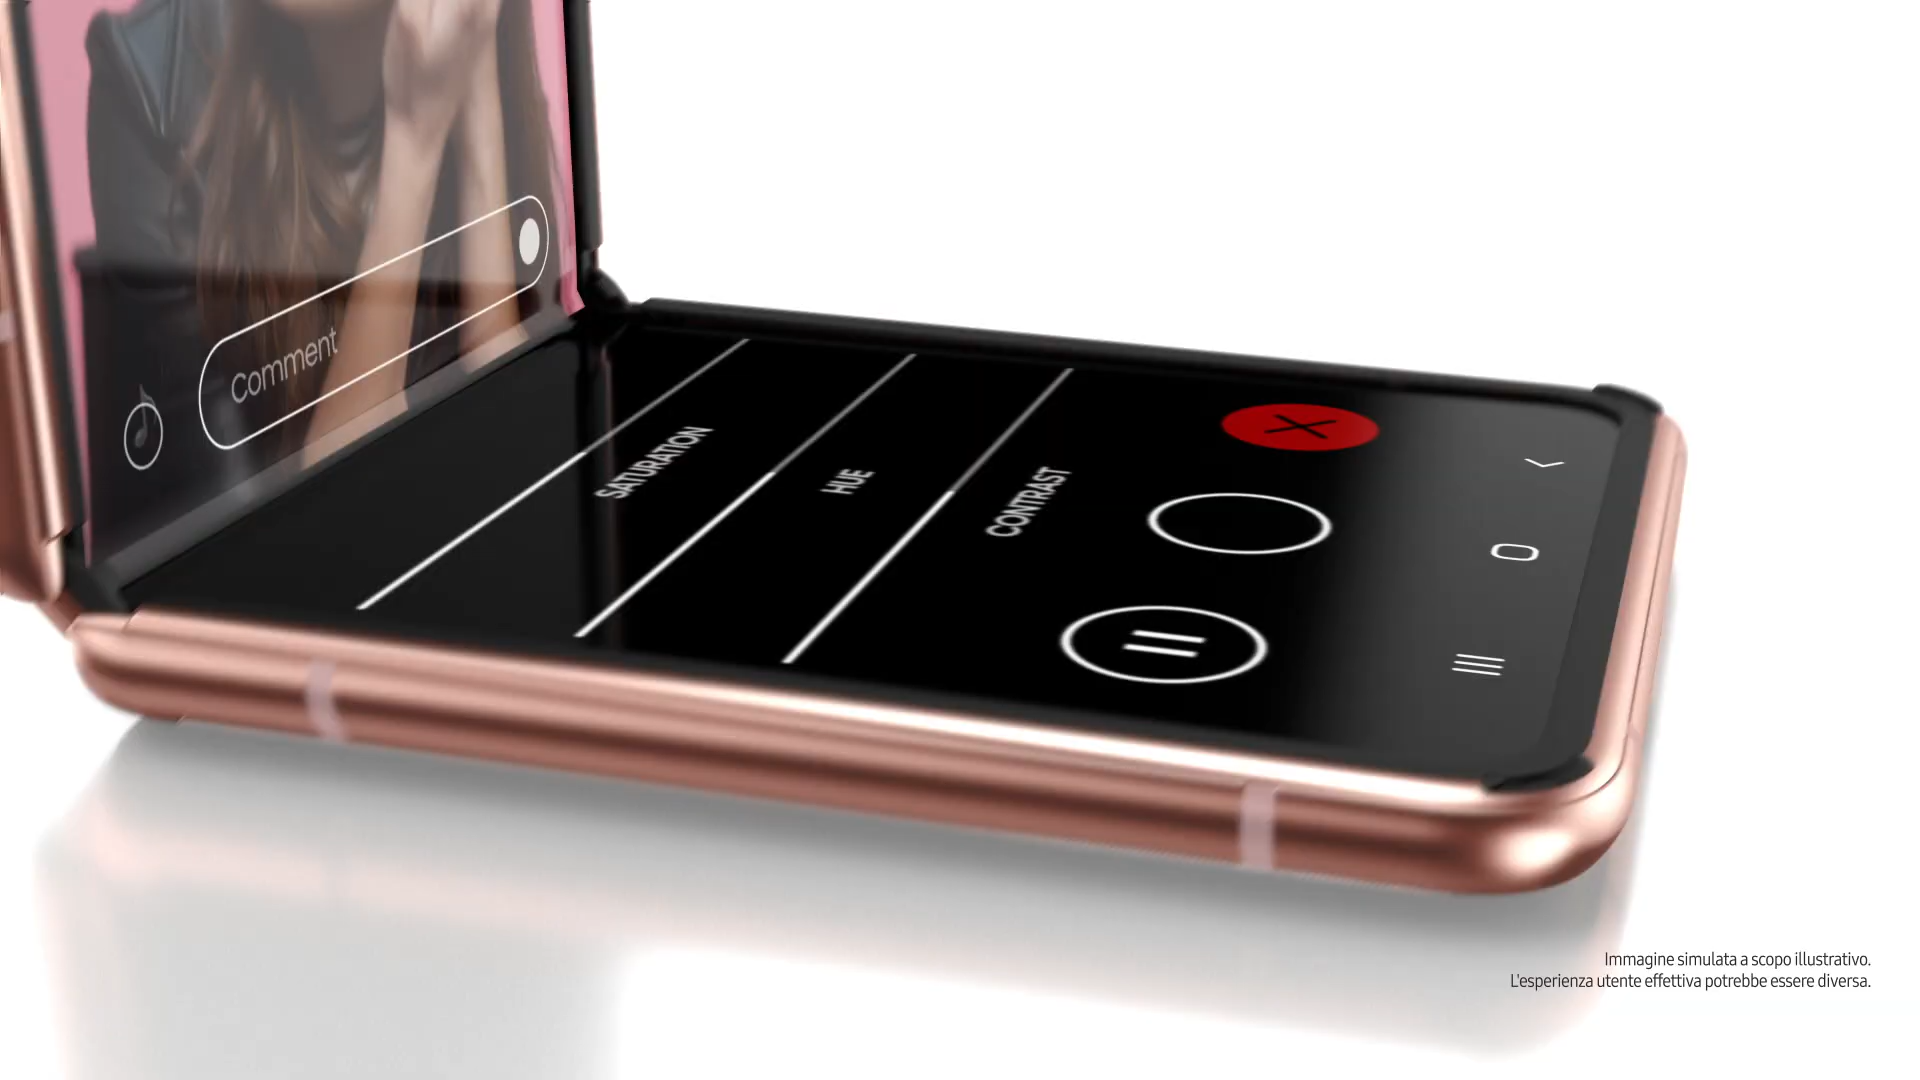 Comment
SATURATION
HUE
CONTRAST
Immagine simulata a scopo illustrativo.
L'esperienza utente effettiva potrebbe essere diversa.